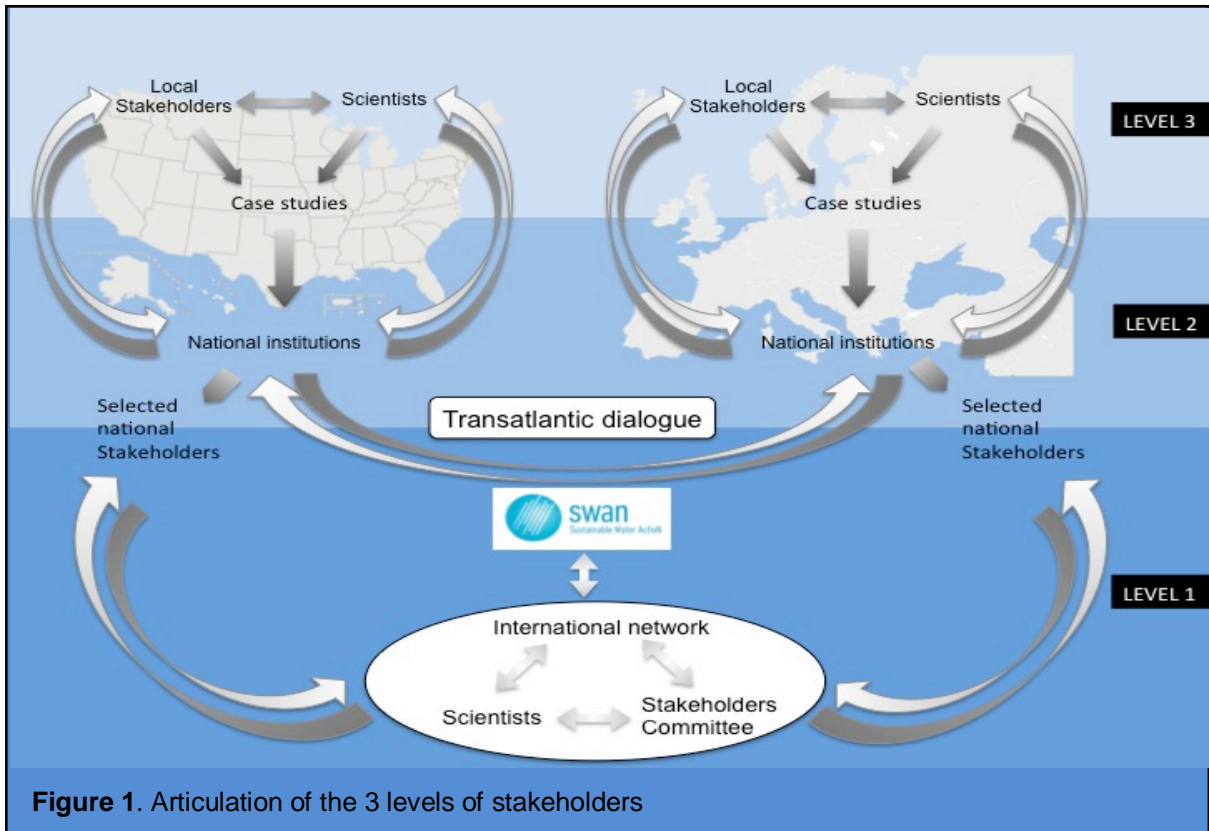 Local
Stakeholders
Scientists
Case studies
National institutions
Selected
national
Stakeholders
Local
Stakeholders
Scientists
Case studies
National institutions
Selected
national
Stakeholders
LEVEL 3
LEVEL 2
Transatlantic dialogue
swan
Sustainable Water ActioN
LEVEL 1
International network
Scientists
Stakeholders
Committee
Figure 1. Articulation of the 3 levels of stakeholders